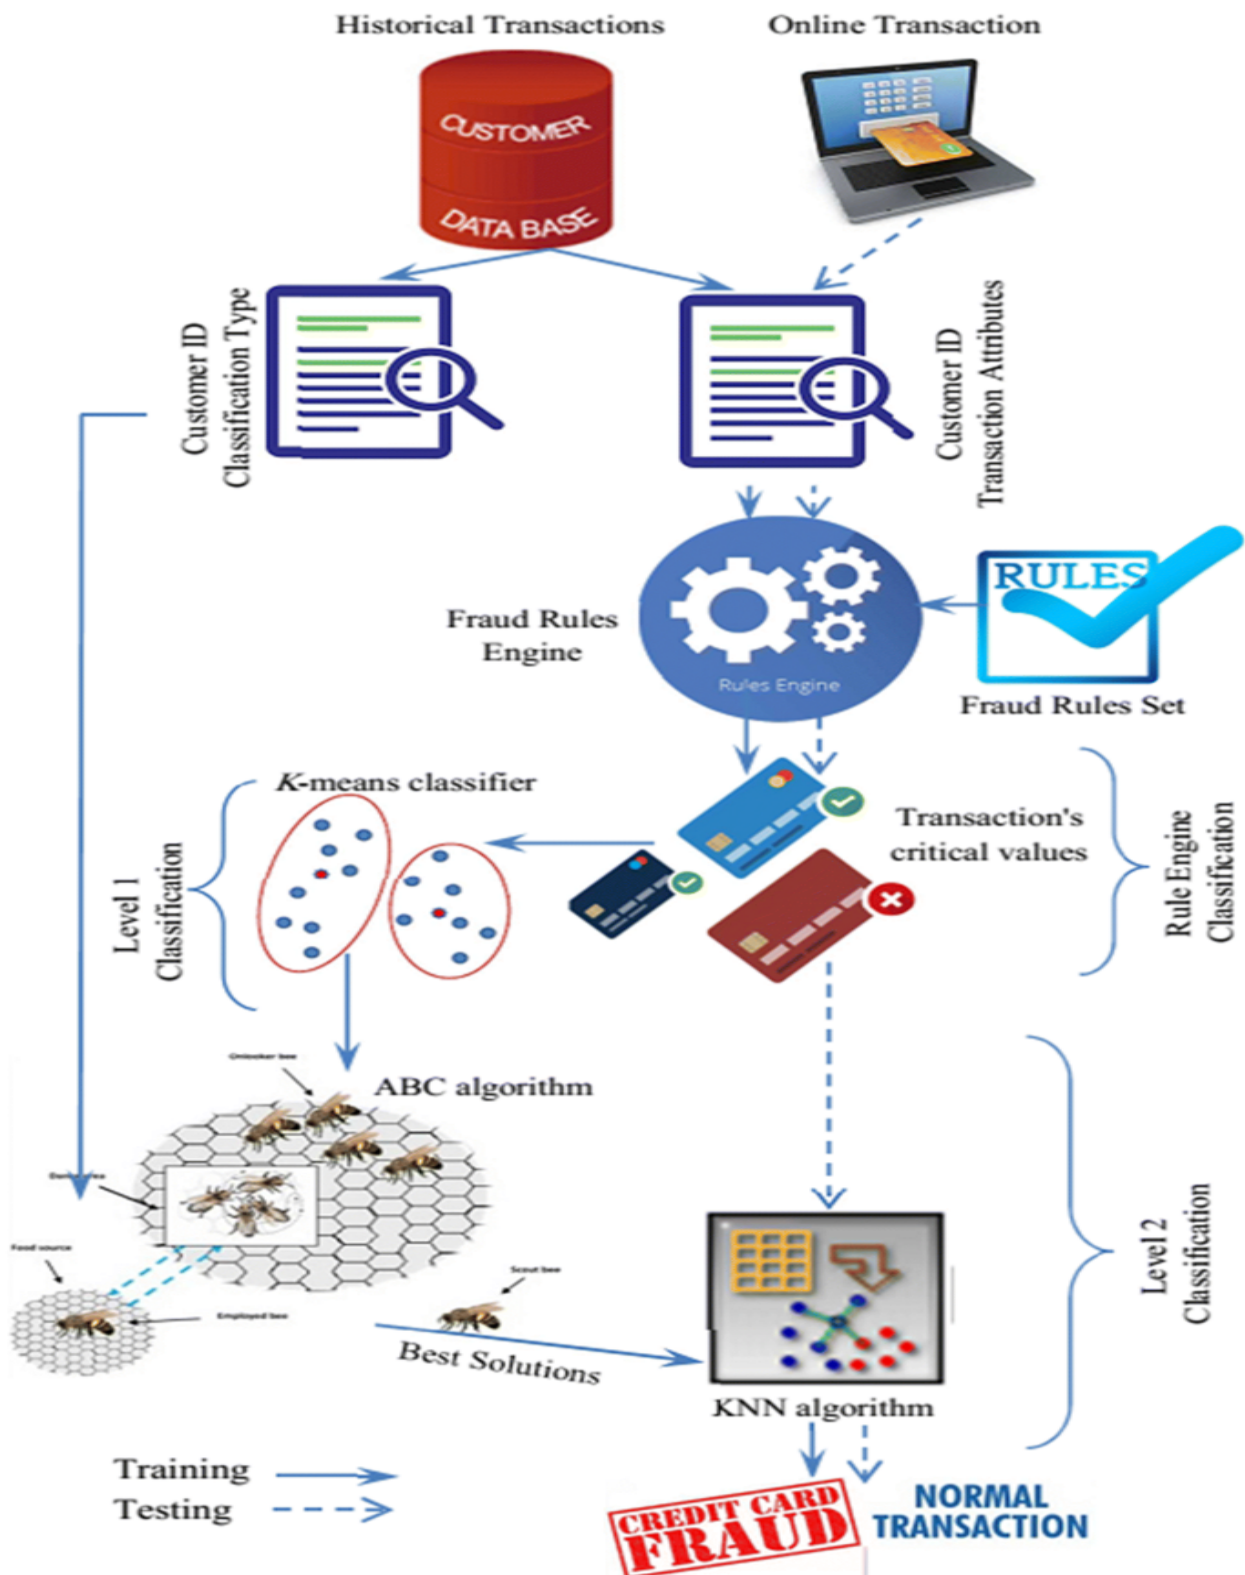 Historical Transactions
Online Transaction
CUSTOMER
DATA BASE
Customer ID
Classification Type
Customer ID
Transaction Attributes
Fraud Rules
Engine
Rules Engine
RULES
Fraud Rules Set
K-means classifier
Level 1
Classification
Transaction's
critical values
Rule Engine
Classification
Onlooker bee
ABC algorithm
Food source
Employed bee
Scout bee
Best Solutions
Level 2
Classification
KNN algorithm
Training
Testing
CREDIT CARD
FRAUD
NORMAL
TRANSACTION